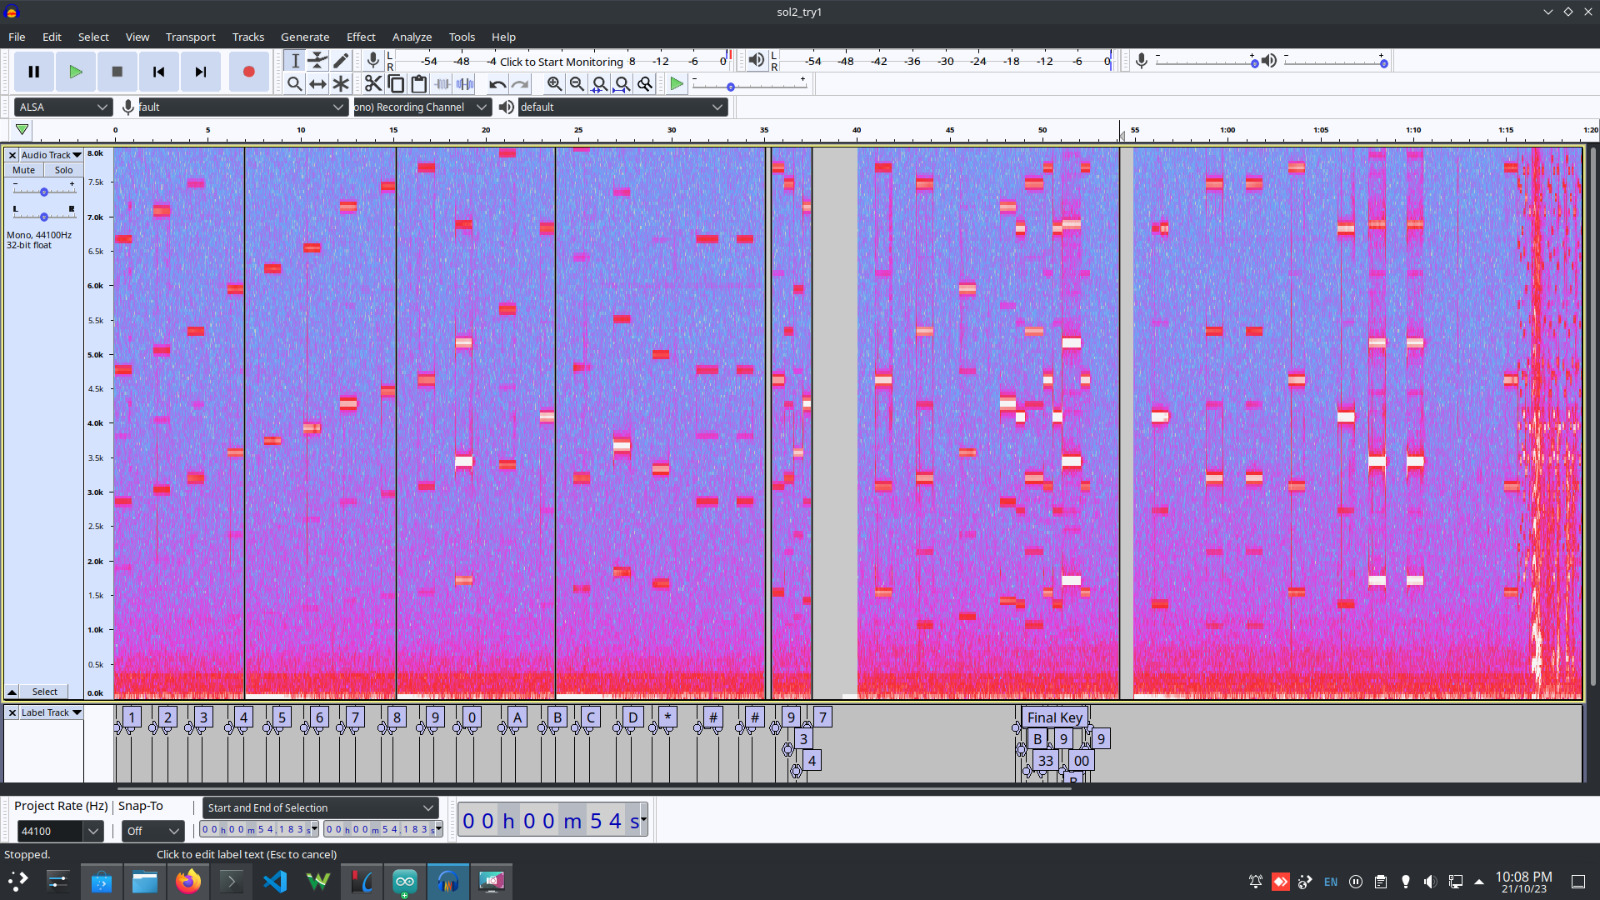 sol2_try1
File Edit Select View Transport Tracks Generate Effect Analyze Tools Help
L
R
-54 -48 -4 Click to Start Monitoring 8 -12 -6 0
L
R
-54 -48 -42 -36 -30 -24 -18 -12 -6 0
ALSA
fault
ono) Recording Channel
default
0 5 10 15 20 25 30 35 40 45 50 55 1:00 1:05 1:10 1:15 1:20
Audio Track
Mute Solo
- +
L R
Mono, 44100Hz
32-bit float
Select
8.0k
7.5k
7.0k
6.5k
6.0k
5.5k
5.0k
4.5k
4.0k
3.5k
3.0k
2.5k
2.0k
1.5k
1.0k
0.5k
0.0k
Label Track
1 2 3 4 5 6 7 8 9 0 A B C D * # # 9 7 Final Key
3 B 9 9
4 33 00
Project Rate (Hz) Snap-To Start and End of Selection
44100 Off 00h00m54.183s 00h00m54.183s
00h00m54s
Stopped. Click to edit label text (Esc to cancel)
EN
10:08 PM
21/10/23